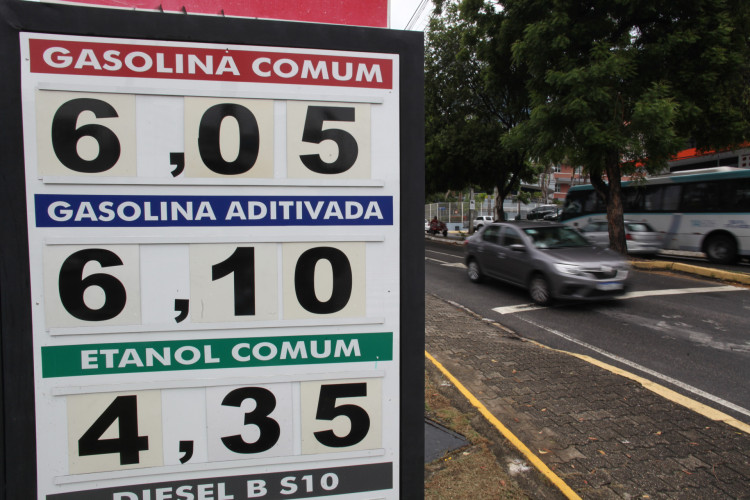 GASOLINA COMUM
6,05
GASOLINA ADITIVADA
6,10
ETANOL COMUM
4,35
DIESEL B S10